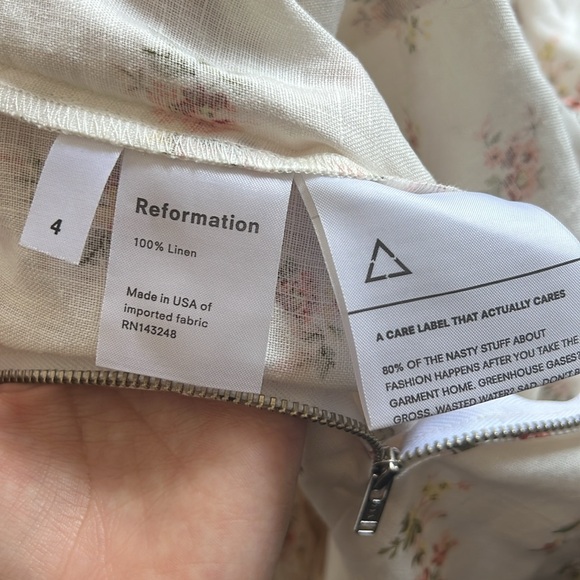 4
Reformation
100% Linen
Made in USA of
imported fabric
RN143248
A CARE LABEL THAT ACTUALLY CARES
80% OF THE NASTY STUFF ABOUT
FASHION HAPPENS AFTER YOU TAKE THE
GARMENT HOME. GREENHOUSE GASES?
GROSS. WASTED WATER? SAD. DON'T